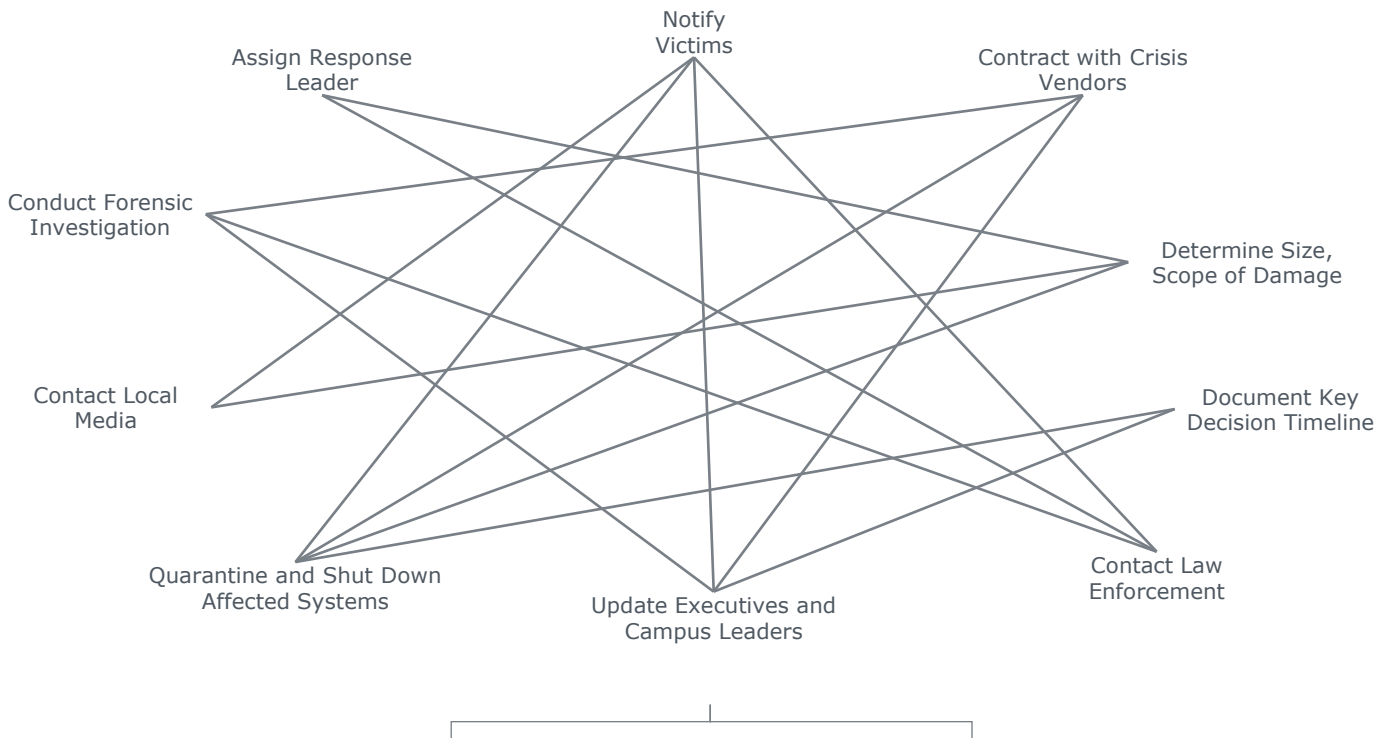 Notify
Victims
Assign Response
Leader
Contract with Crisis
Vendors
Conduct Forensic
Investigation
Determine Size,
Scope of Damage
Contact Local
Media
Document Key
Decision Timeline
Quarantine and Shut Down
Affected Systems
Update Executives and
Campus Leaders
Contact Law
Enforcement